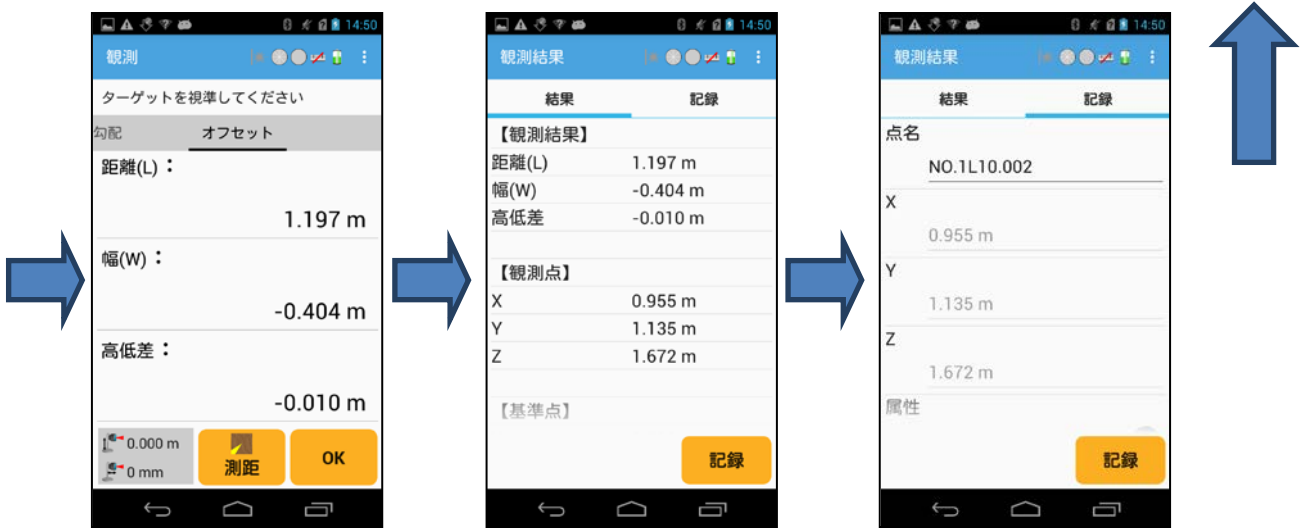 14:50
観測
ターゲットを視準してください
勾配 オフセット
距離(L)：
1.197 m
幅(W)：
-0.404 m
高低差：
-0.010 m
0.000 m
0 mm
測距
OK
14:50
観測結果
結果 記録
【観測結果】
距離(L) 1.197 m
幅(W) -0.404 m
高低差 -0.010 m
【観測点】
X 0.955 m
Y 1.135 m
Z 1.672 m
【基準点】
記録
14:50
観測結果
結果 記録
点名
NO.1L10.002
X
0.955 m
Y
1.135 m
Z
1.672 m
属性
記録